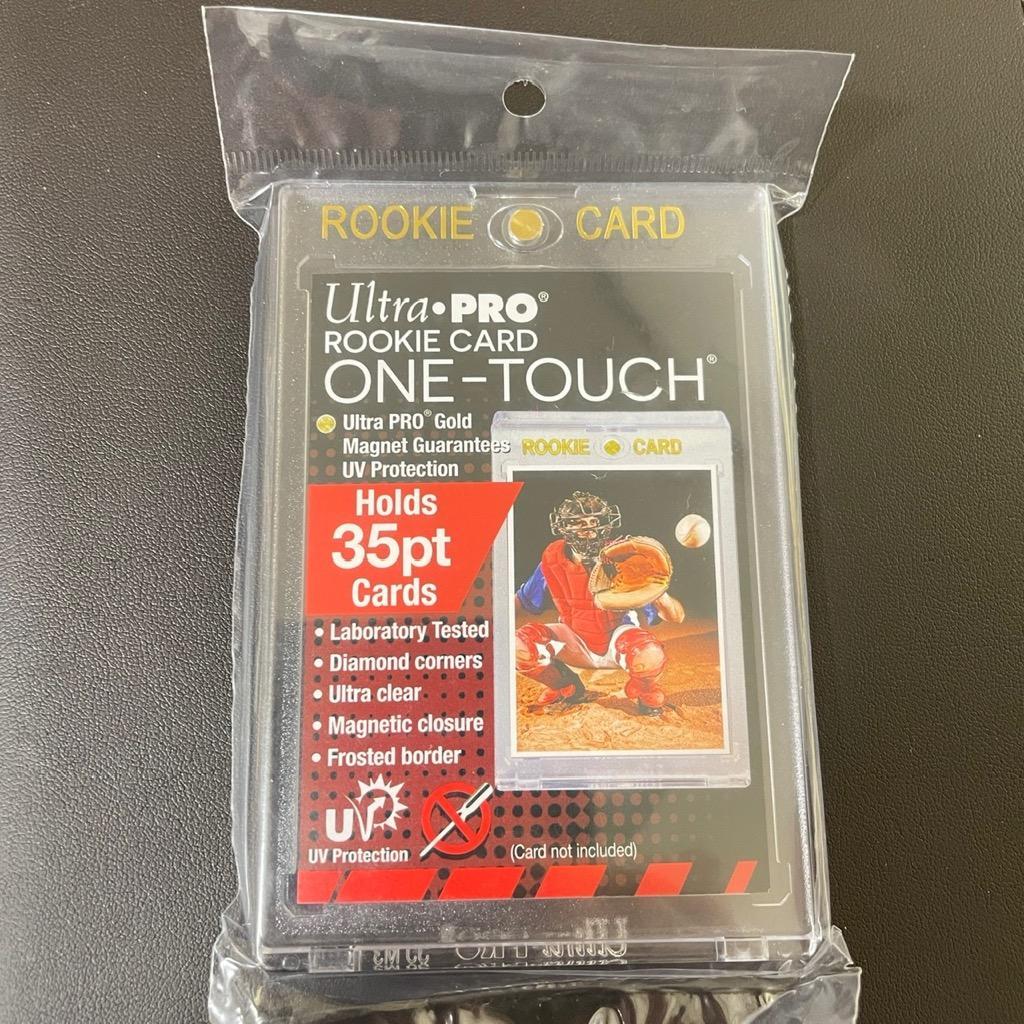 ROOKIE CARD
Ultra•PRO®
ROOKIE CARD
ONE-TOUCH®
Ultra PRO® Gold
Magnet Guarantees
UV Protection
ROOKIE CARD
Holds
35pt
Cards
• Laboratory Tested
• Diamond corners
• Ultra clear
• Magnetic closure
• Frosted border
UV
UV Protection
(Card not included)